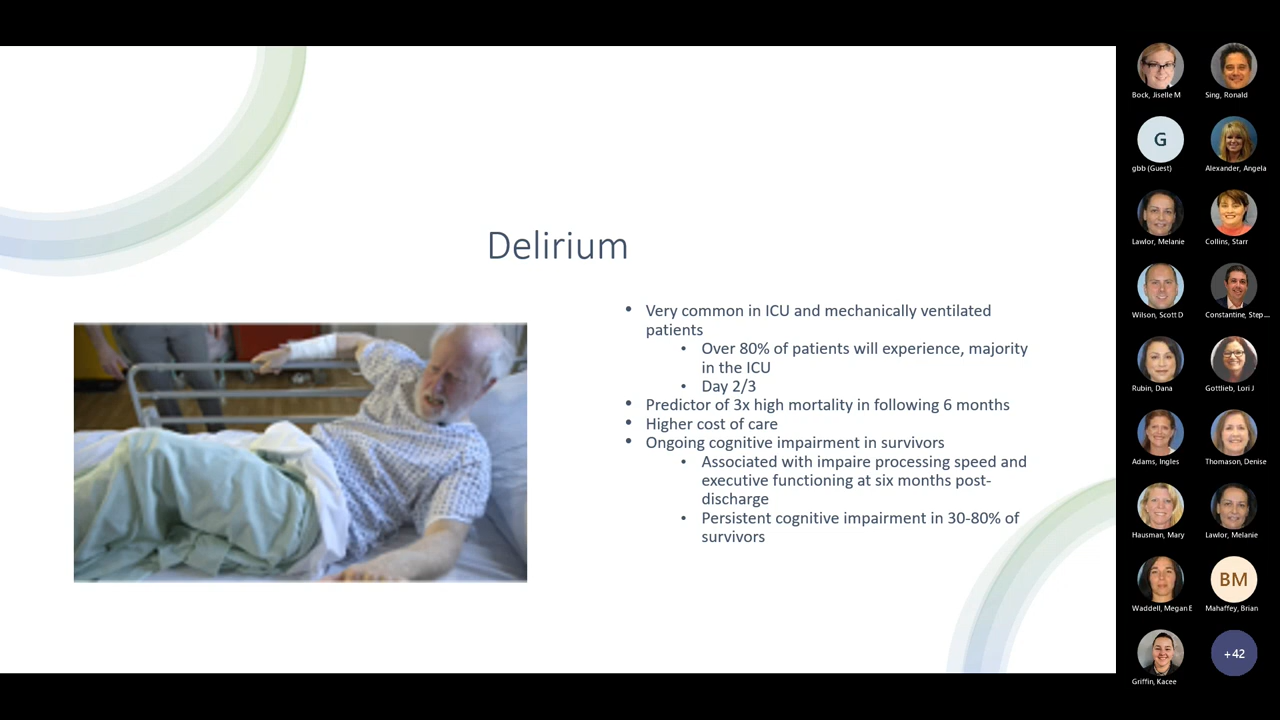 Delirium
• Very common in ICU and mechanically ventilated
patients
• Over 80% of patients will experience, majority
in the ICU
• Day 2/3
• Predictor of 3x high mortality in following 6 months
• Higher cost of care
• Ongoing cognitive impairment in survivors
• Associated with impaire processing speed and
executive functioning at six months post-
discharge
• Persistent cognitive impairment in 30-80% of
survivors
Bock, Jiselle M
Sing, Ronald
G
gbb (Guest)
Alexander, Angela
Lawlor, Melanie
Collins, Starr
Wilson, Scott D
Constantine, Step...
Rubin, Dana
Gottlieb, Lori J
Adams, Ingles
Thomason, Denise
Hausman, Mary
Lawlor, Melanie
Waddell, Megan E
BM
Mahaffey, Brian
Griffin, Kacee
+42